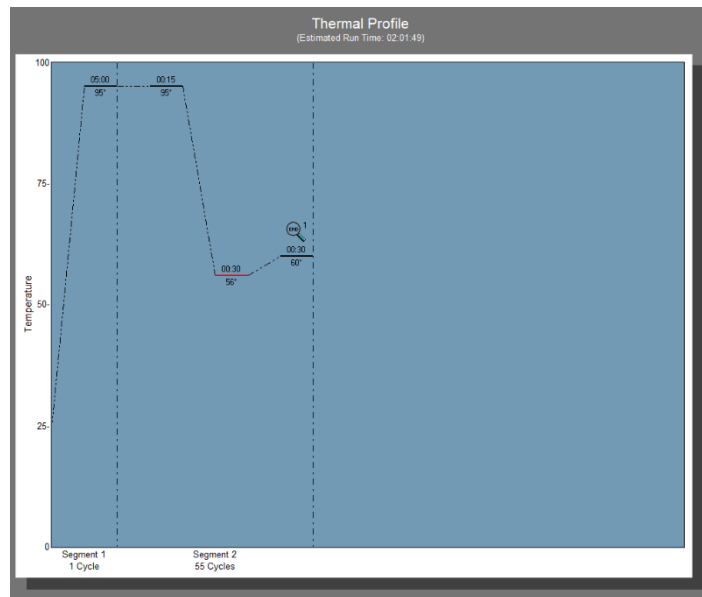 Thermal Profile
(Estimated Run Time: 02:01:49)
100
05:00
00:15
95°
95°
75
1
END
00:30
60°
00:30
56°
50
Temperature
25
0
Segment 1
Segment 2
1 Cycle
55 Cycles